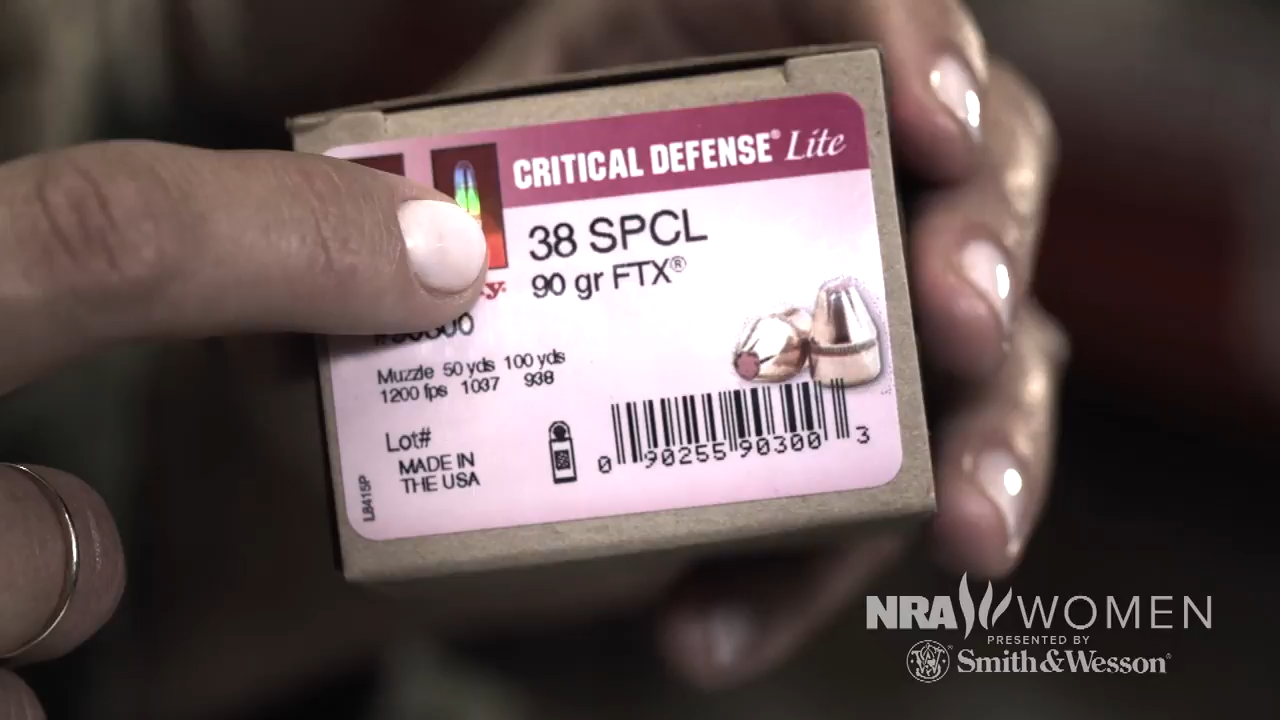 CRITICAL DEFENSE® Lite
38 SPCL
90 gr FTX®
Muzzle 50 yds 100 yds
1200 fps 1037 938
Lot#
MADE IN
THE USA
L8415P
0 90255 90300 3
NRA WOMEN
PRESENTED BY
Smith & Wesson®